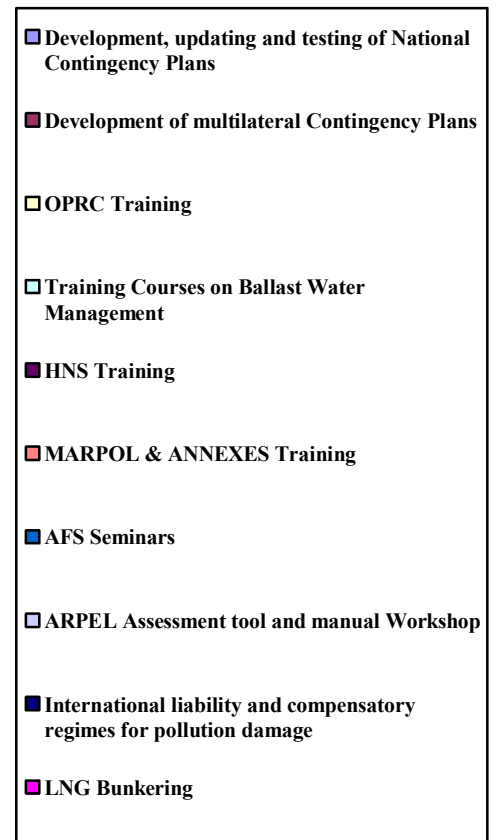 Development, updating and testing of National
Contingency Plans
Development of multilateral Contingency Plans
OPRC Training
Training Courses on Ballast Water
Management
HNS Training
MARPOL & ANNEXES Training
AFS Seminars
ARPEL Assessment tool and manual Workshop
International liability and compensatory
regimes for pollution damage
LNG Bunkering